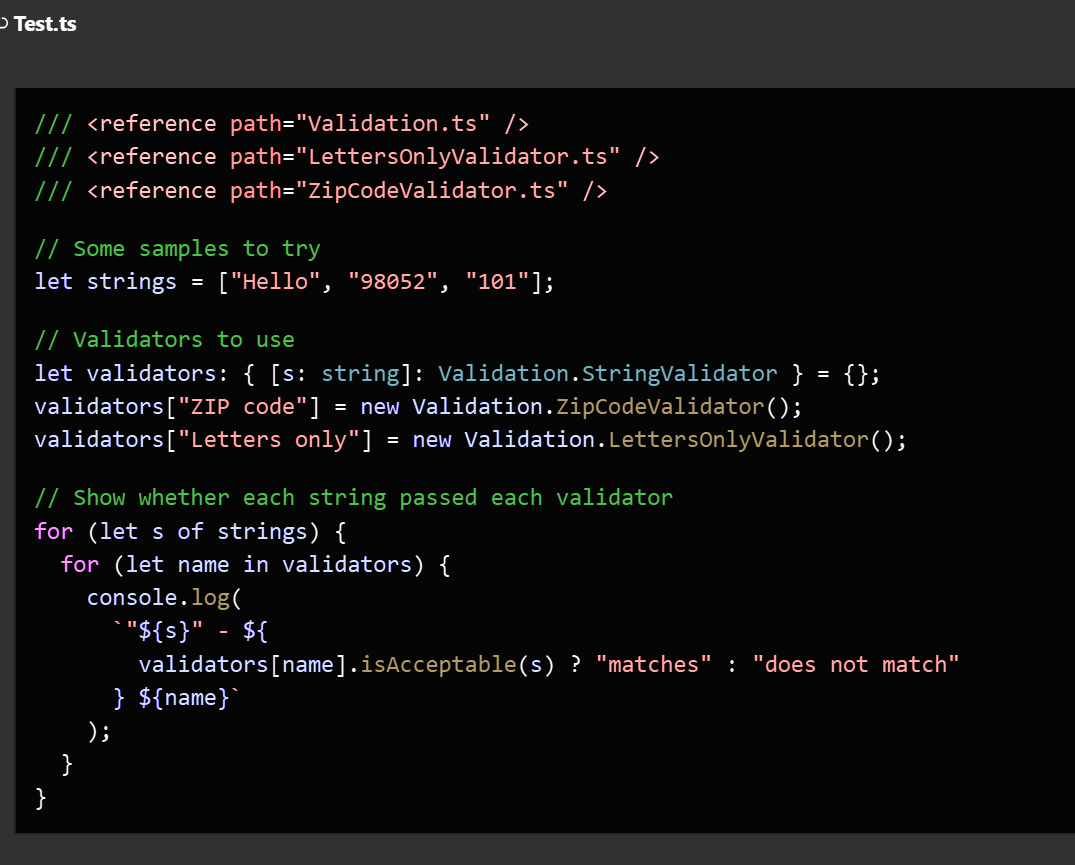 Test.ts
/// <reference path="Validation.ts" />
/// <reference path="LettersOnlyValidator.ts" />
/// <reference path="ZipCodeValidator.ts" />
// Some samples to try
let strings = ["Hello", "98052", "101"];
// Validators to use
let validators: { [s: string]: Validation.StringValidator } = {};
validators["ZIP code"] = new Validation.ZipCodeValidator();
validators["Letters only"] = new Validation.LettersOnlyValidator();
// Show whether each string passed each validator
for (let s of strings) {
  for (let name in validators) {
    console.log(
      `"${s}" - ${
        validators[name].isAcceptable(s) ? "matches" : "does not match"
      } ${name}`
    );
  }
}